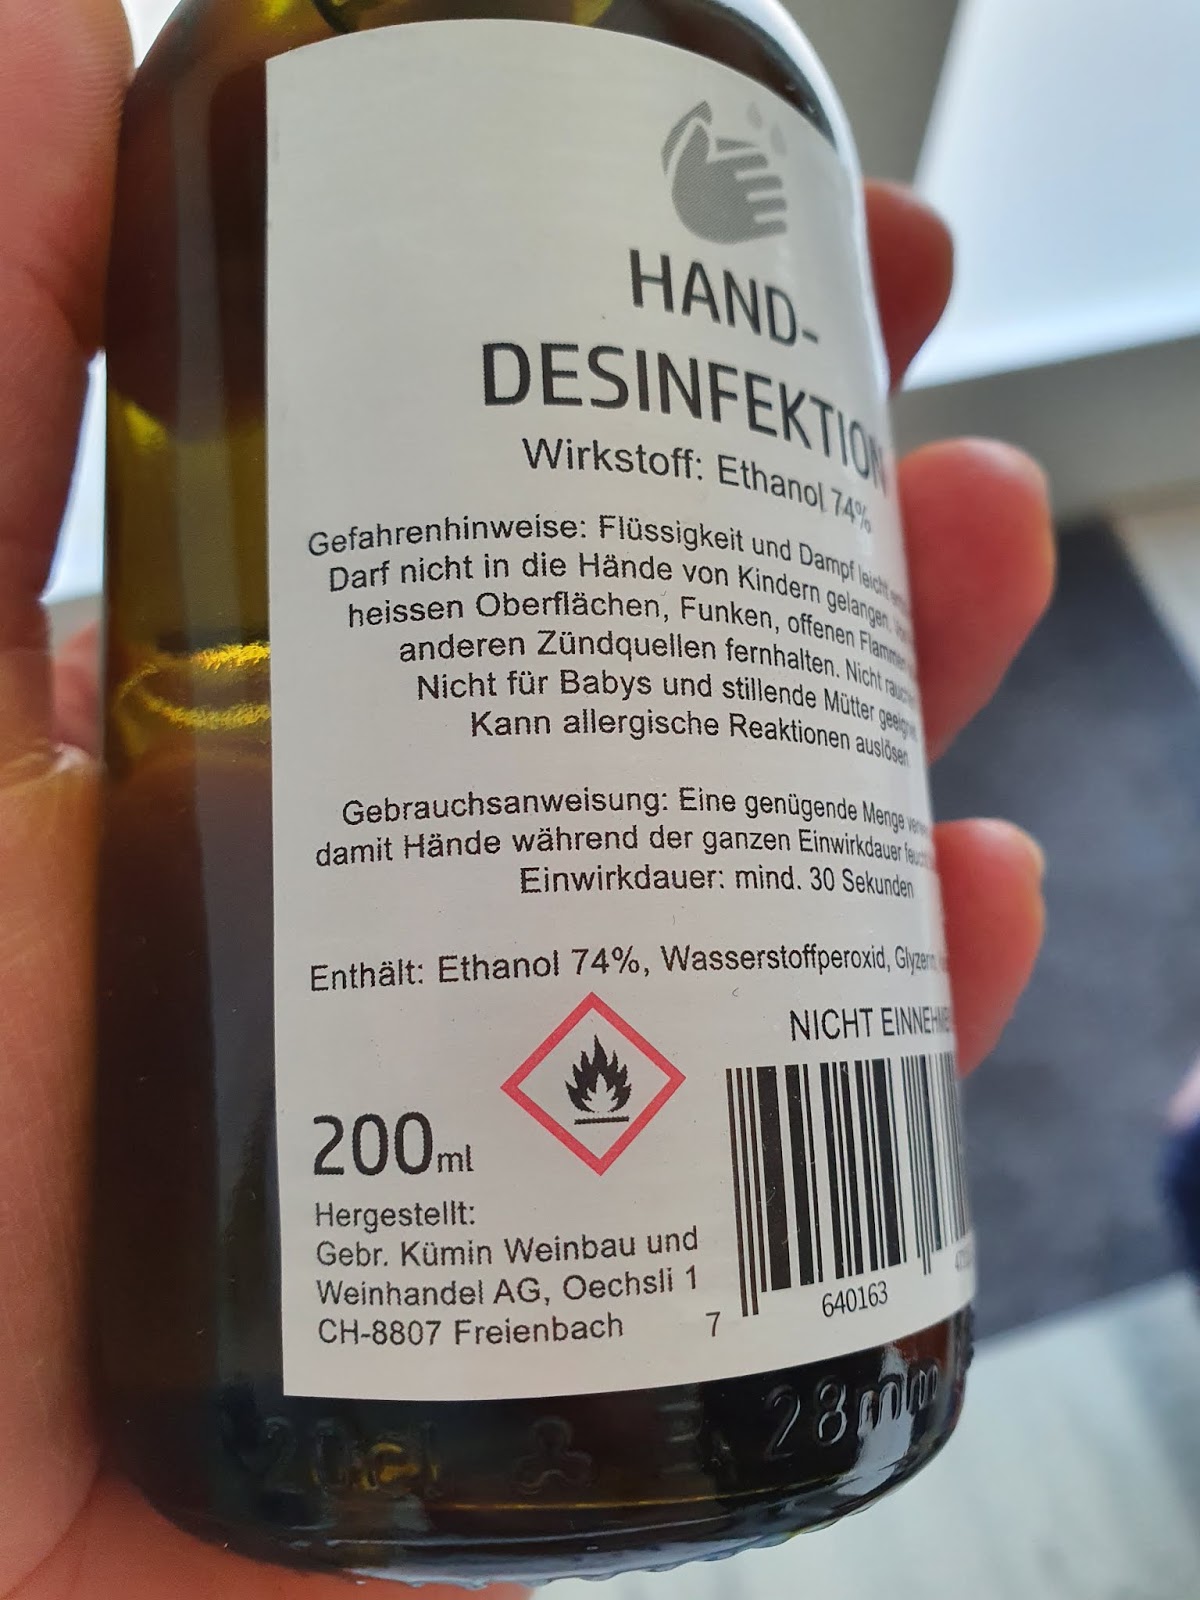 HAND-
DESINFEKTION
Wirkstoff: Ethanol 74%
Gefahrenhinweise: Flüssigkeit und Dampf leicht
Darf nicht in die Hände von Kindern gelangen.
heissen Oberflächen, Funken, offenen Flammen
anderen Zündquellen fernhalten. Nicht
Nicht für Babys und stillende Mütter
Kann allergische Reaktionen auslösen
Gebrauchsanweisung: Eine genügende Menge
damit Hände während der ganzen Einwirkdauer
Einwirkdauer: mind. 30 Sekunden
Enthält: Ethanol 74%, Wasserstoffperoxid,
NICHT
200ml
Hergestellt:
Gebr. Kümin Weinbau und
Weinhandel AG, Oechsli 1
CH-8807 Freienbach
7 640163
20cl 28mm